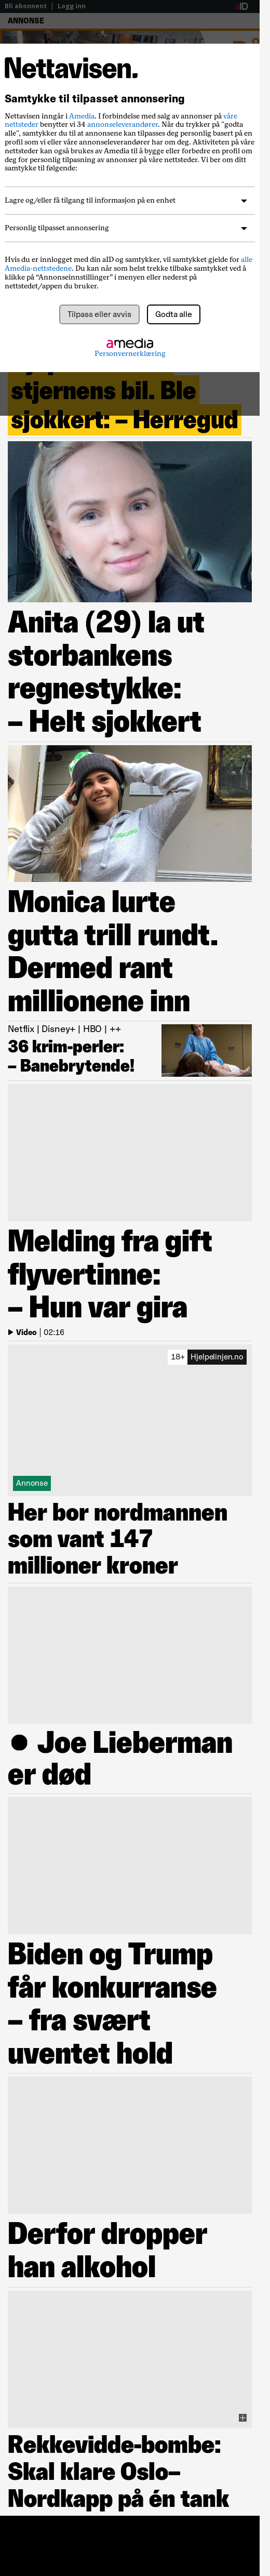 Bli abonnent | Logg inn
aID
ANNONSE
Nettavisen.
Samtykke til tilpasset annonsering
Nettavisen inngår i Amedia. I forbindelse med salg av annonser på våre
nettsteder benytter vi 34 annonseleverandører. Når du trykker på "godta
alle", samtykker du til at annonsene kan tilpasses deg personlig basert på en
profil som vi eller våre annonseleverandører har om deg. Aktiviteten på våre
nettsteder kan også brukes av Amedia til å bygge eller forbedre en profil om
deg for personlig tilpasning av annonser på våre nettsteder. Vi ber om ditt
samtykke til følgende:
Lagre og/eller få tilgang til informasjon på en enhet
Personlig tilpasset annonsering
Hvis du er innlogget med din aID og samtykker, vil samtykket gjelde for alle
Amedia-nettstedene. Du kan når som helst trekke tilbake samtykket ved å
klikke på “Annonseinnstillinger” i menyen eller nederst på
nettstedet/appen du bruker.
Tilpass eller avvis
Godta alle
amedia
Personvernerklæring
stjernens bil. Ble
sjokkert: – Herregud
Anita (29) la ut
storbankens
regnestykke:
– Helt sjokkert
Monica lurte
gutta trill rundt.
Dermed rant
millionene inn
Netflix | Disney+ | HBO | ++
36 krim-perler:
– Banebrytende!
Melding fra gift
flyvertinne:
– Hun var gira
Video | 02:16
18+ Hjelpelinjen.no
Annonse
Her bor nordmannen
som vant 147
millioner kroner
● Joe Lieberman
er død
Biden og Trump
får konkurranse
– fra svært
uventet hold
Derfor dropper
han alkohol
Rekkevidde-bombe:
Skal klare Oslo–
Nordkapp på én tank